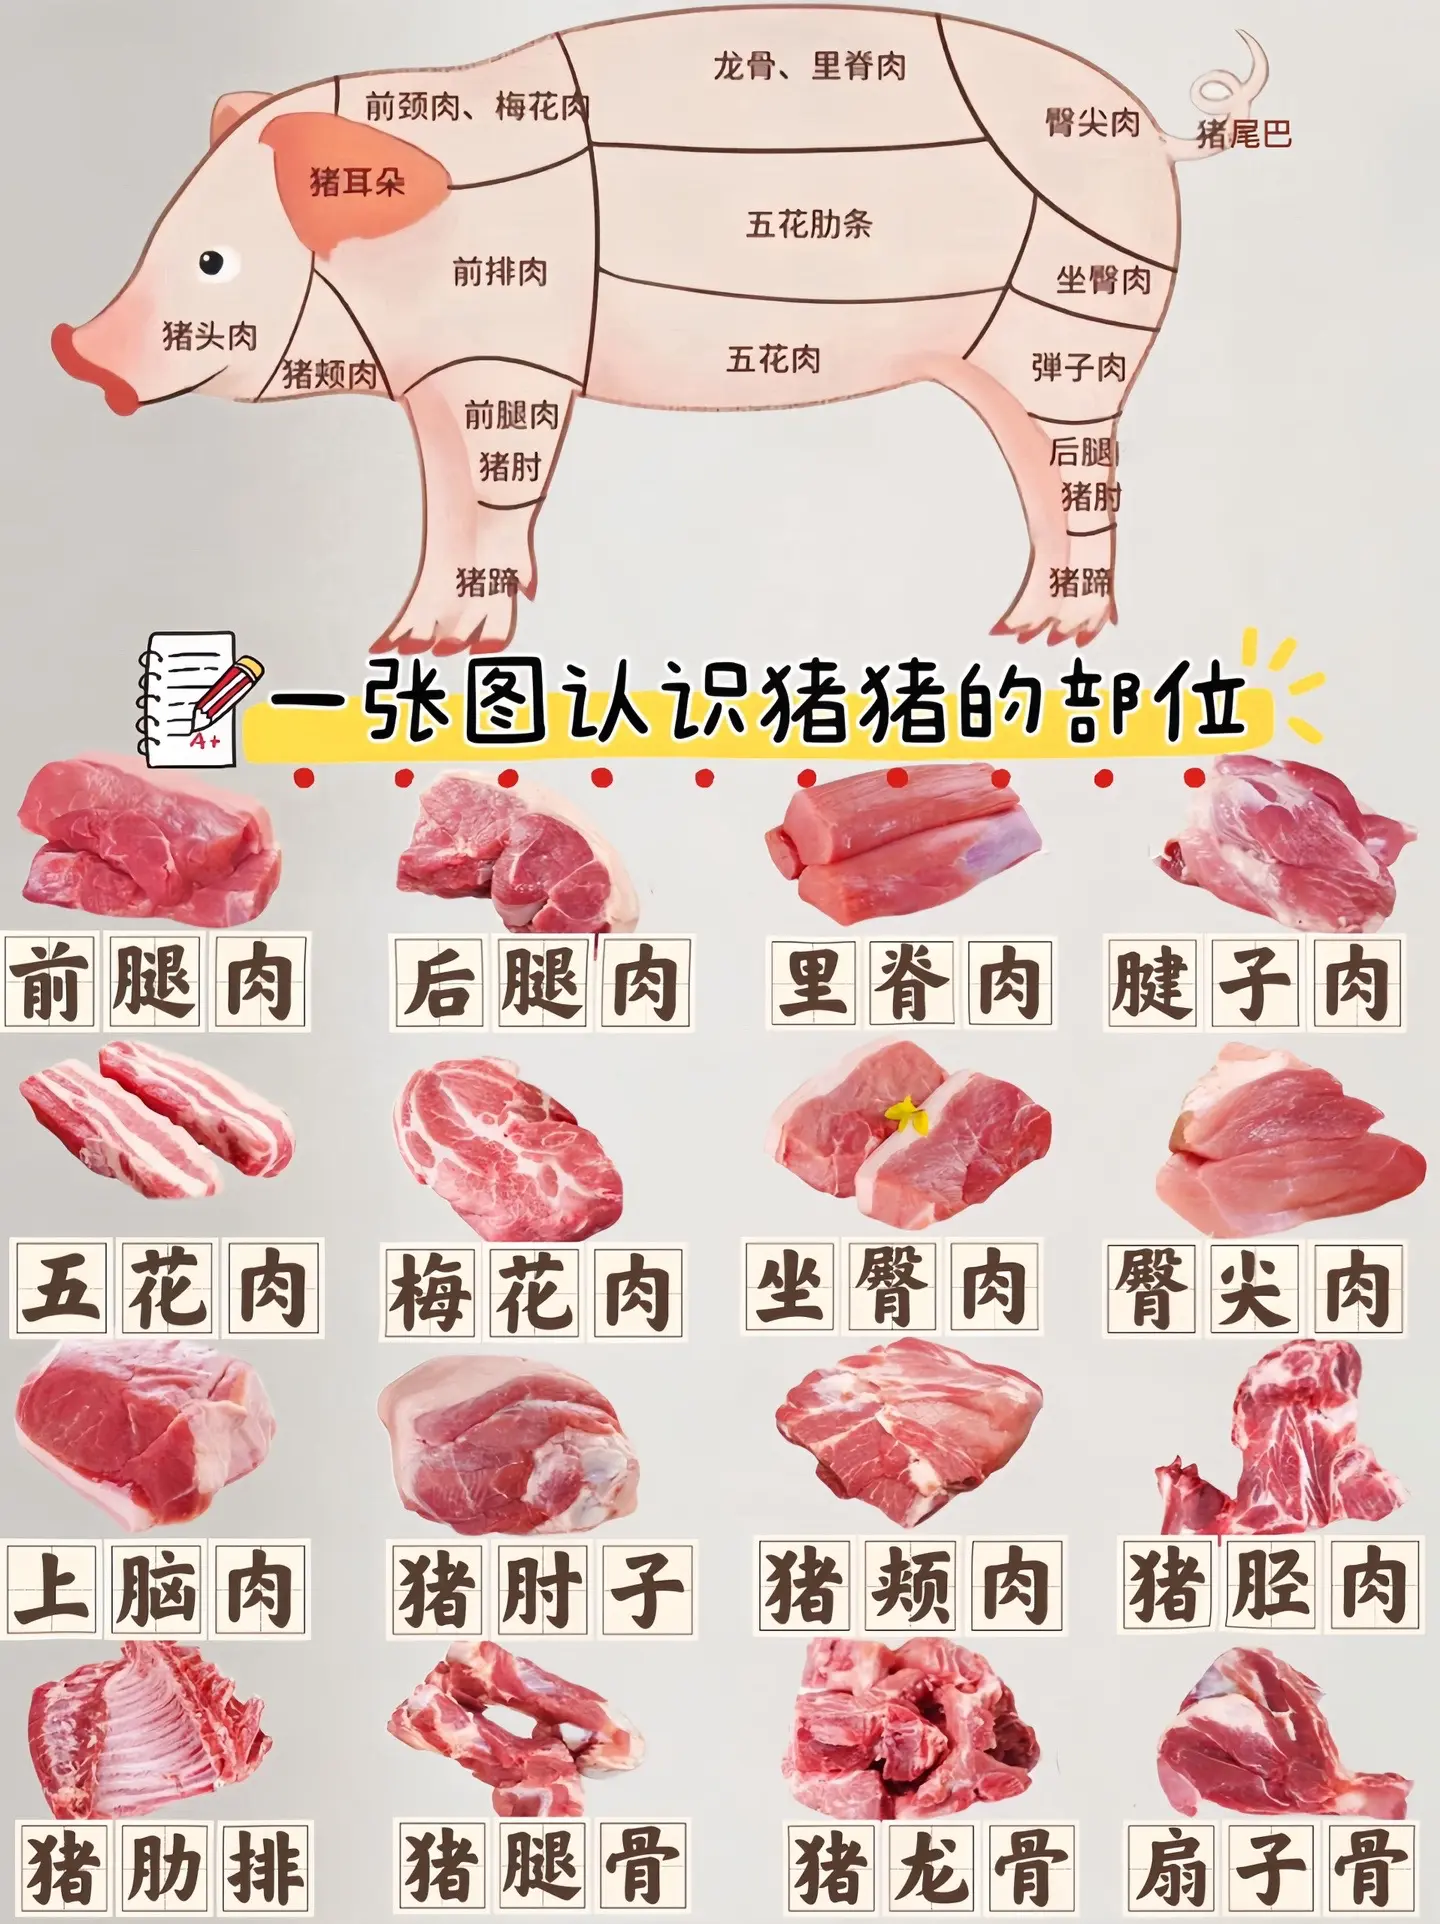 龙骨、里脊肉
前颈肉、梅花肉
臀尖肉
猪尾巴
猪耳朵
五花肋条
前排肉
坐臀肉
猪头肉
猪颊肉
五花肉
弹子肉
前腿肉
猪肘
后腿
猪肘
猪蹄
猪蹄
A+
一张图认识猪猪的部位
前腿肉
后腿肉
里脊肉
腱子肉
五花肉
梅花肉
坐臀肉
臀尖肉
上脑肉
猪肘子
猪颊肉
猪胫肉
猪肋排
猪腿骨
猪龙骨
扇子骨